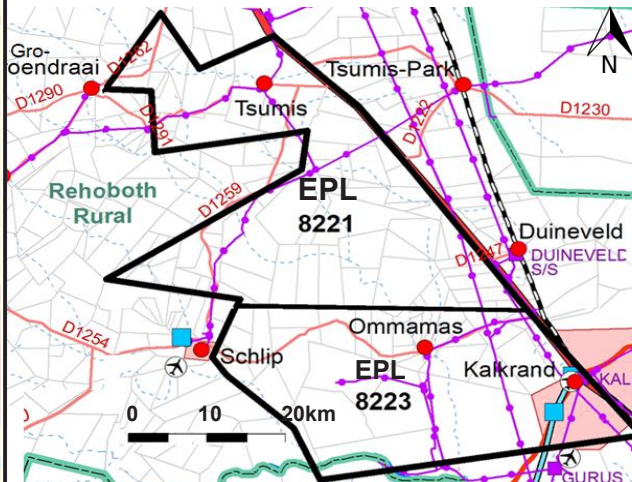 Gro-
oendraai
D1262
Tsumis-Park
N
D1290
Tsumis
D1222
D1230
D1291
Rehoboth
Rural
D1259
EPL
8221
Duineveld
D1247
DUINEVELD
S/S
D1254
Ommamas
Schlip
EPL
8223
Kalkrand
KAL
0 10 20km
GURUS